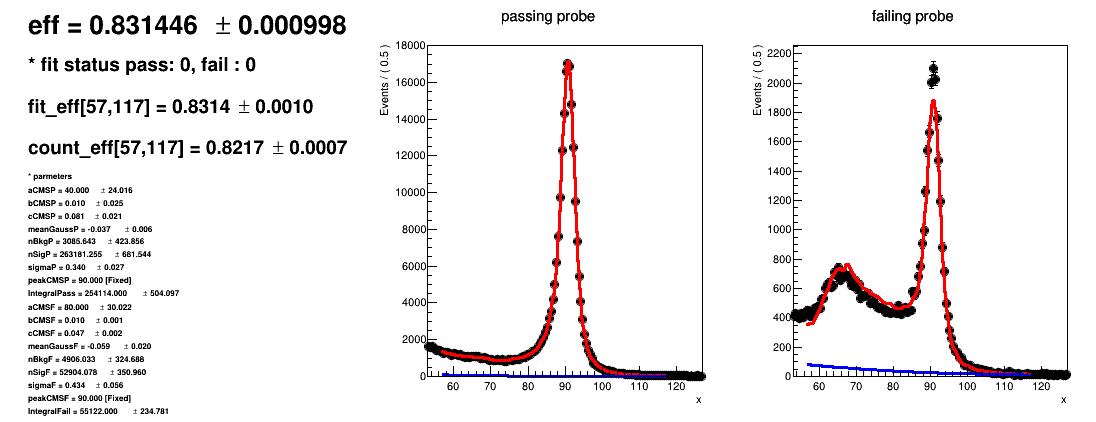 eff = 0.831446 ± 0.000998
* fit status pass: 0, fail : 0
fit_eff[57,117] = 0.8314 ± 0.0010
count_eff[57,117] = 0.8217 ± 0.0007
* parmeters
aCMSP = 40.000 ± 24.016
bCMSP = 0.010 ± 0.025
cCMSP = 0.081 ± 0.021
meanGaussP = -0.037 ± 0.006
nBkgP = 3085.643 ± 423.856
nSigP = 263181.255 ± 681.544
sigmaP = 0.340 ± 0.027
peakCMSP = 90.000 [Fixed]
IntegralPass = 254114.000 ± 504.097
aCMSF = 80.000 ± 30.022
bCMSF = 0.010 ± 0.001
cCMSF = 0.047 ± 0.002
meanGaussF = -0.059 ± 0.020
nBkgF = 4906.033 ± 324.688
nSigF = 52904.078 ± 350.960
sigmaF = 0.434 ± 0.056
peakCMSF = 90.000 [Fixed]
IntegralFail = 55122.000 ± 234.781
passing probe
Events / ( 0.5 )
18000
16000
14000
12000
10000
8000
6000
4000
2000
0
60 70 80 90 100 110 120
x
failing probe
Events / ( 0.5 )
2200
2000
1800
1600
1400
1200
1000
800
600
400
200
0
60 70 80 90 100 110 120
x